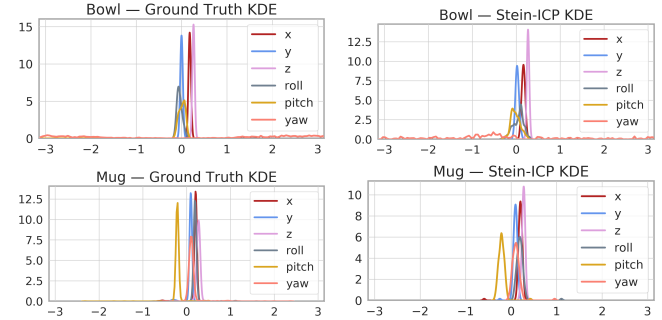 Bowl — Ground Truth KDE
15
10
5
0
−3
−2
−1
0
1
2
3
x
y
z
roll
pitch
yaw
Bowl — Stein-ICP KDE
12.5
10.0
7.5
5.0
2.5
0.0
−3
−2
−1
0
1
2
3
x
y
z
roll
pitch
yaw
Mug — Ground Truth KDE
12.5
10.0
7.5
5.0
2.5
0.0
−3
−2
−1
0
1
2
3
x
y
z
roll
pitch
yaw
Mug — Stein-ICP KDE
10
8
6
4
2
0
−3
−2
−1
0
1
2
3
x
y
z
roll
pitch
yaw